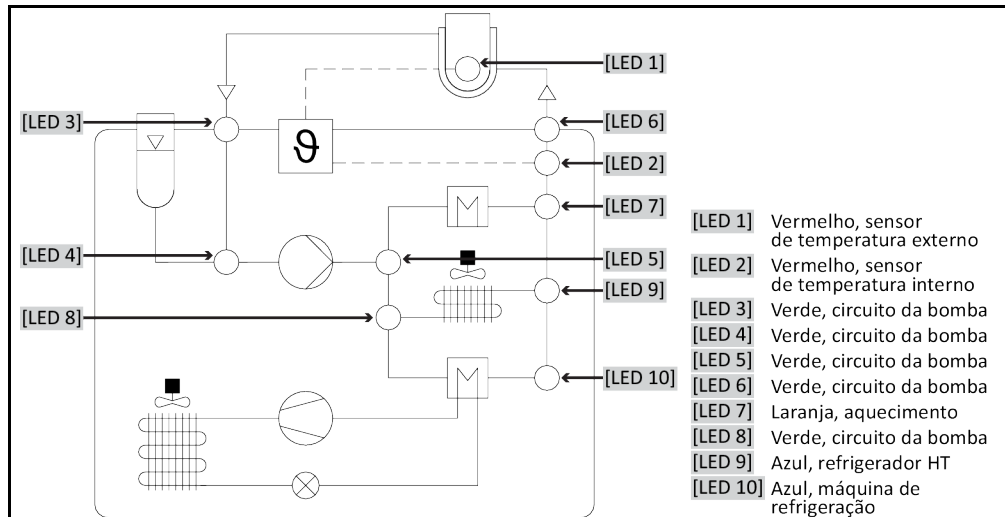 [LED 1]
[LED 3]
[LED 6]
ϑ
[LED 2]
[LED 7]
[LED 4]
[LED 5]
[LED 9]
[LED 8]
[LED 10]
[LED 1] Vermelho, sensor
de temperatura externo
[LED 2] Vermelho, sensor
de temperatura interno
[LED 3] Verde, circuito da bomba
[LED 4] Verde, circuito da bomba
[LED 5] Verde, circuito da bomba
[LED 6] Verde, circuito da bomba
[LED 7] Laranja, aquecimento
[LED 8] Verde, circuito da bomba
[LED 9] Azul, refrigerador HT
[LED 10] Azul, máquina de
refrigeração